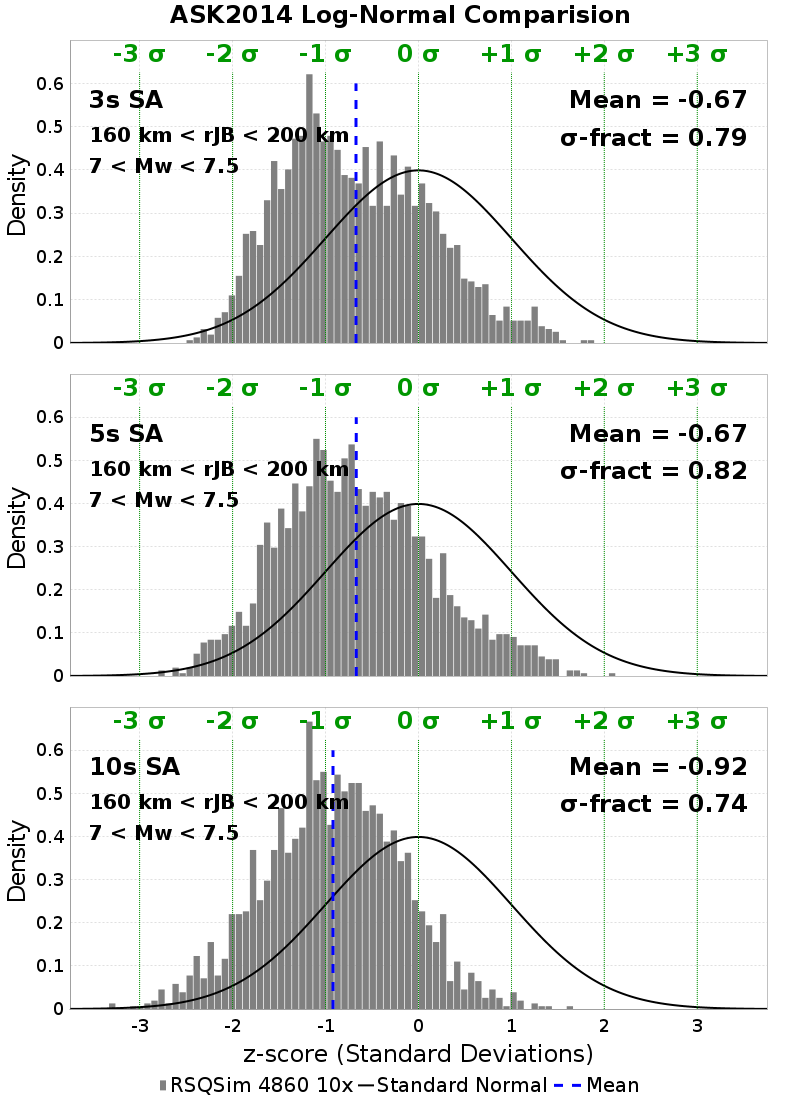 ASK2014 Log-Normal Comparision
-3 σ -2 σ -1 σ 0 σ +1 σ +2 σ +3 σ
3s SA
Mean = -0.67
160 km < rJB < 200 km
σ-fract = 0.79
7 < Mw < 7.5
0.6
0.5
0.4
0.3
0.2
0.1
0
Density
-3 σ -2 σ -1 σ 0 σ +1 σ +2 σ +3 σ
5s SA
Mean = -0.67
160 km < rJB < 200 km
σ-fract = 0.82
7 < Mw < 7.5
0.6
0.5
0.4
0.3
0.2
0.1
0
Density
-3 σ -2 σ -1 σ 0 σ +1 σ +2 σ +3 σ
10s SA
Mean = -0.92
160 km < rJB < 200 km
σ-fract = 0.74
7 < Mw < 7.5
0.6
0.5
0.4
0.3
0.2
0.1
0
Density
-3 -2 -1 0 1 2 3
z-score (Standard Deviations)
RSQSim 4860 10x Standard Normal Mean